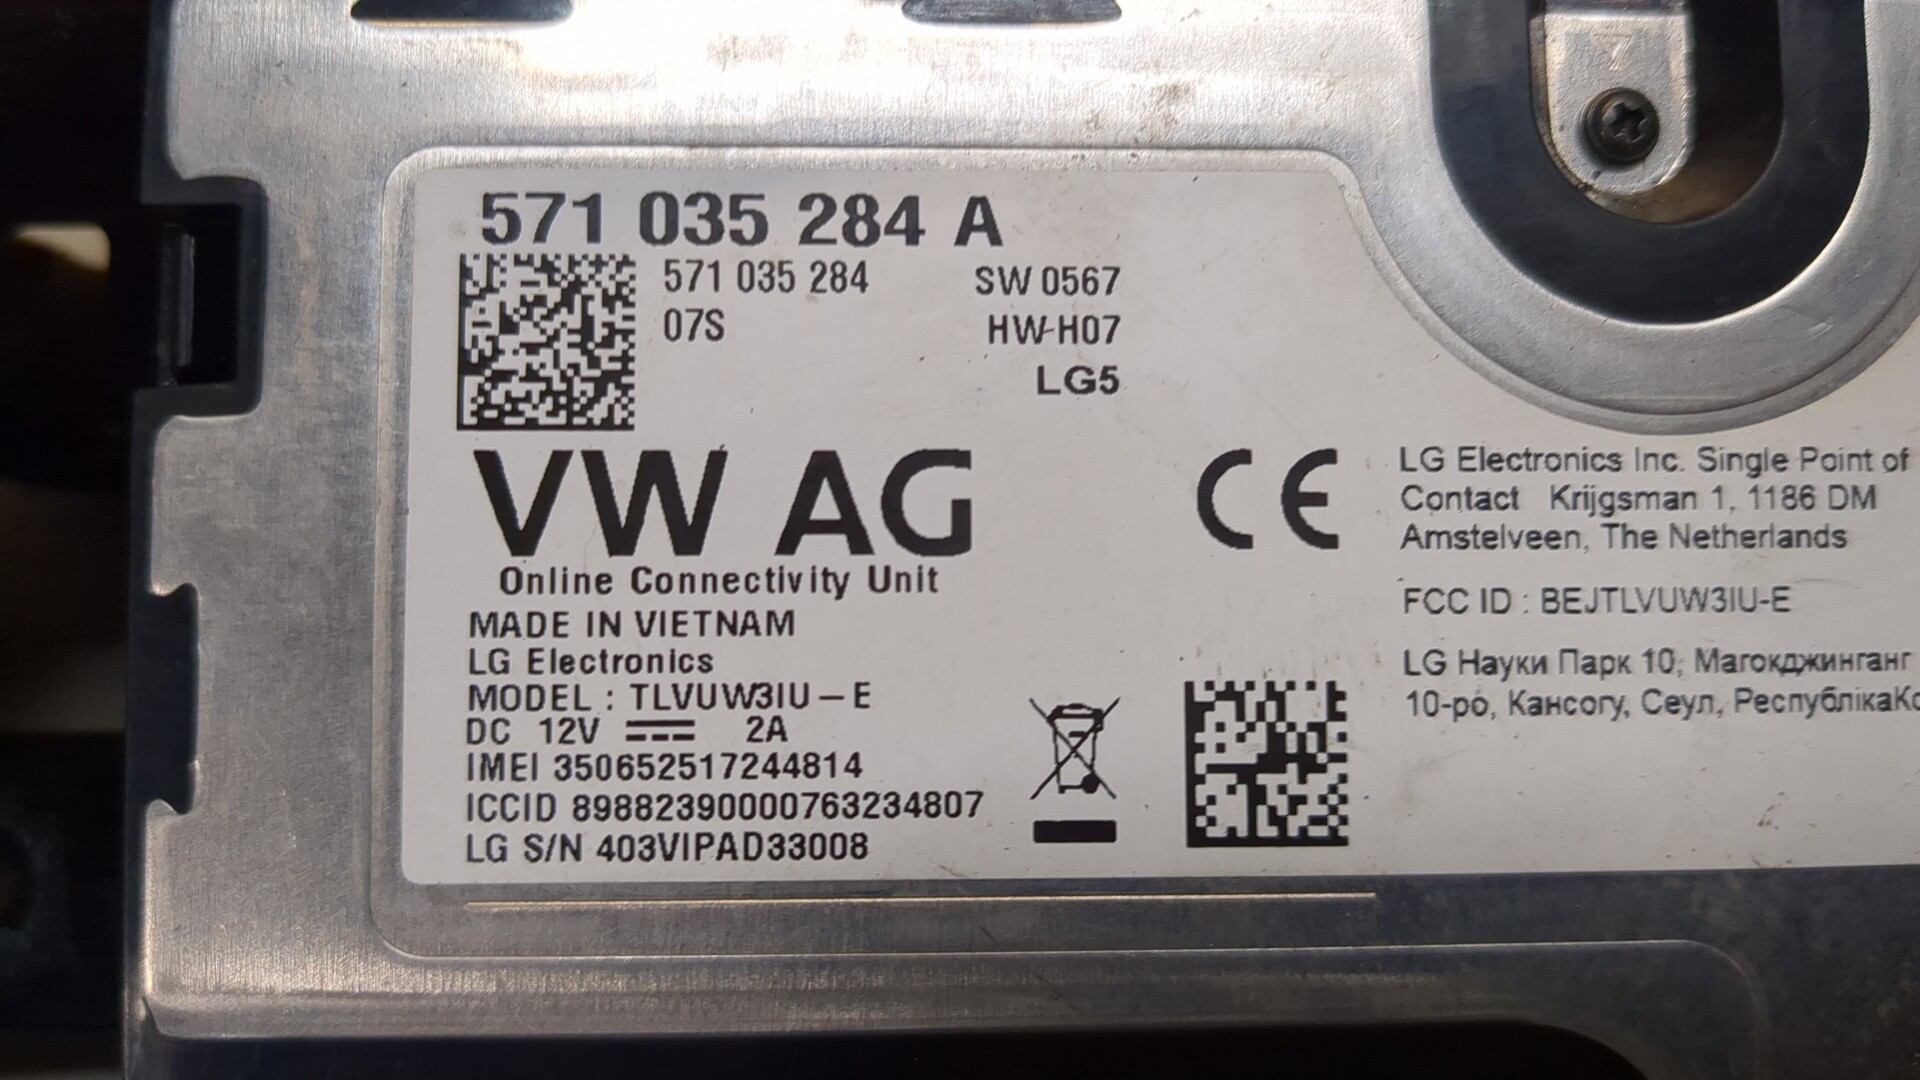 7
571 035 284 A
571 035 284 SW 0567
07S HW-H07
LG5
VW AG
Online Connectivity Unit
MADE IN VIETNAM
LG Electronics
MODEL : TLVUW3IU – E
DC 12V 2A
IMEI 350652517244814
ICCID 89882390000763234807
LG S/N 403VIPAD33008
CE
LG Electronics Inc. Single Point of
Contact Krijgsman 1, 1186 DM
Amstelveen, The Netherlands
FCC ID : BEJTLVUW3IU-E
LG Науки Парк 10, Магокджинганг
10-ро, Кансогу, Сеул, РеспублікаКо